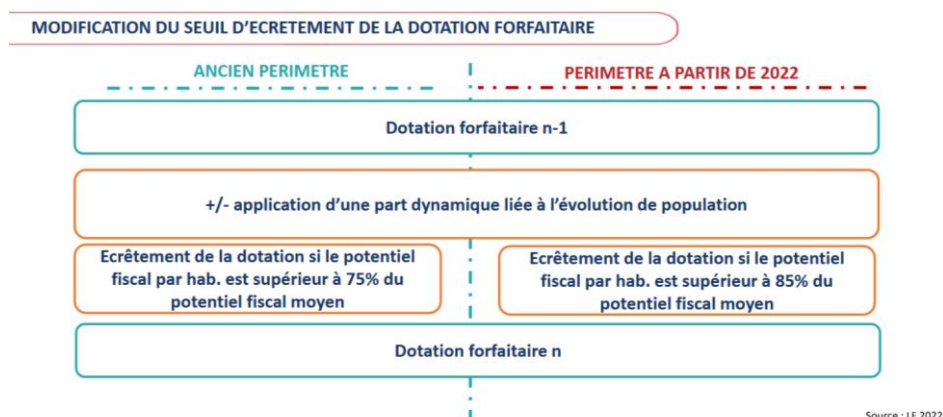 MODIFICATION DU SEUIL D'ECRETEMENT DE LA DOTATION FORFAITAIRE
ANCIEN PERIMETRE
PERIMETRE A PARTIR DE 2022
Dotation forfaitaire n-1
+/- application d'une part dynamique liée à l'évolution de population
Ecrêtement de la dotation si le potentiel
fiscal par hab. est supérieur à 75% du
potentiel fiscal moyen
Ecrêtement de la dotation si le potentiel
fiscal par hab. est supérieur à 85% du
potentiel fiscal moyen
Dotation forfaitaire n
Source : LF 2022